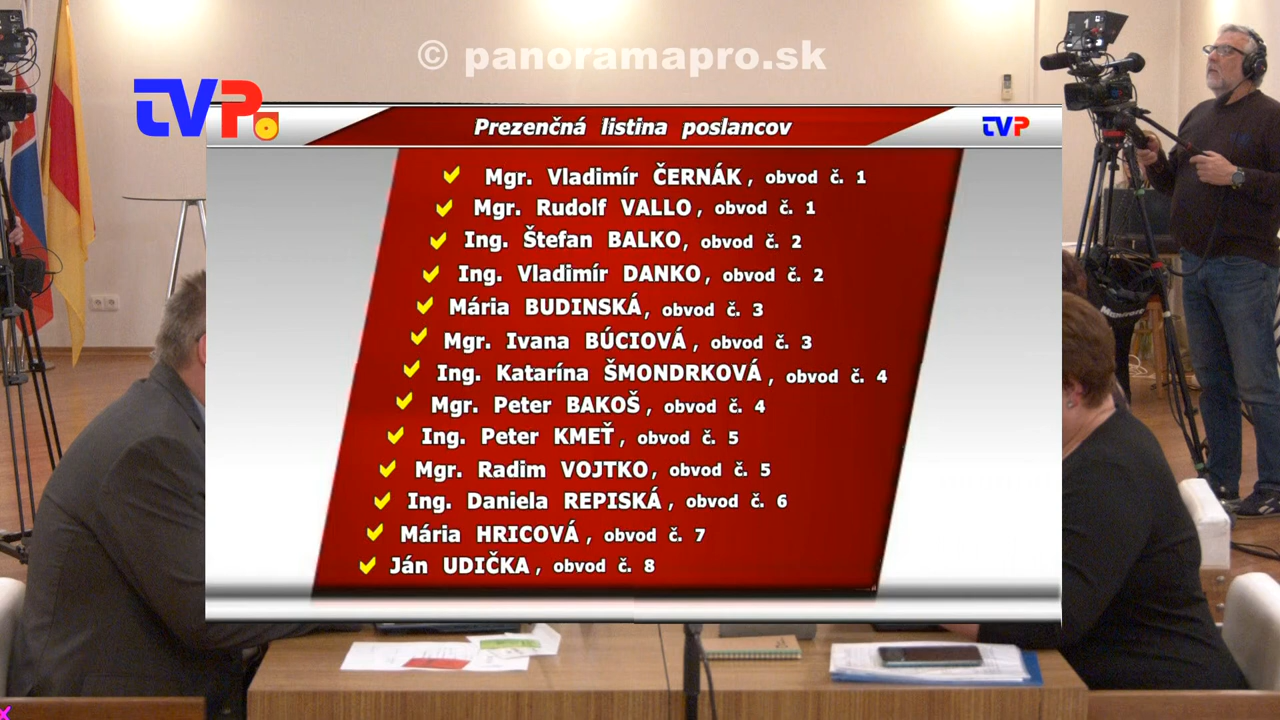 © panoramapro.sk
TVP
Prezenčná listina poslancov
TVP
Mgr. Vladimír ČERNÁK, obvod č. 1
Mgr. Rudolf VALLO, obvod č. 1
Ing. Štefan BALKO, obvod č. 2
Ing. Vladimír DANKO, obvod č. 2
Mária BUDINSKÁ, obvod č. 3
Mgr. Ivana BÚCIOVÁ, obvod č. 3
Ing. Katarína ŠMONDRKOVÁ, obvod č. 4
Mgr. Peter BAKOŠ, obvod č. 4
Ing. Peter KMEŤ, obvod č. 5
Mgr. Radim VOJTKO, obvod č. 5
Ing. Daniela REPISKÁ, obvod č. 6
Mária HRICOVÁ, obvod č. 7
Ján UDIČKA, obvod č. 8